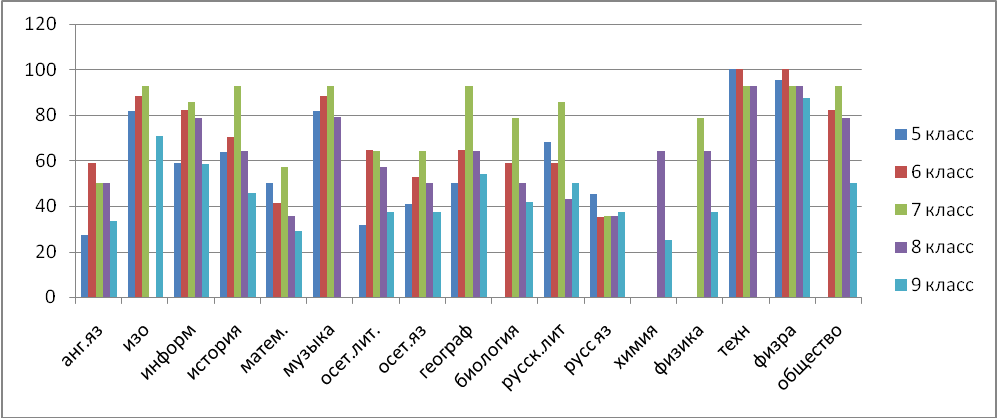 120
100
80
60
40
20
0
анг.яз
изо
информ
история
матем.
музыка
осет.лит.
осет.яз
географ
биология
русск.лит
русс яз
химия
физика
техн
физра
общество
5 класс
6 класс
7 класс
8 класс
9 класс